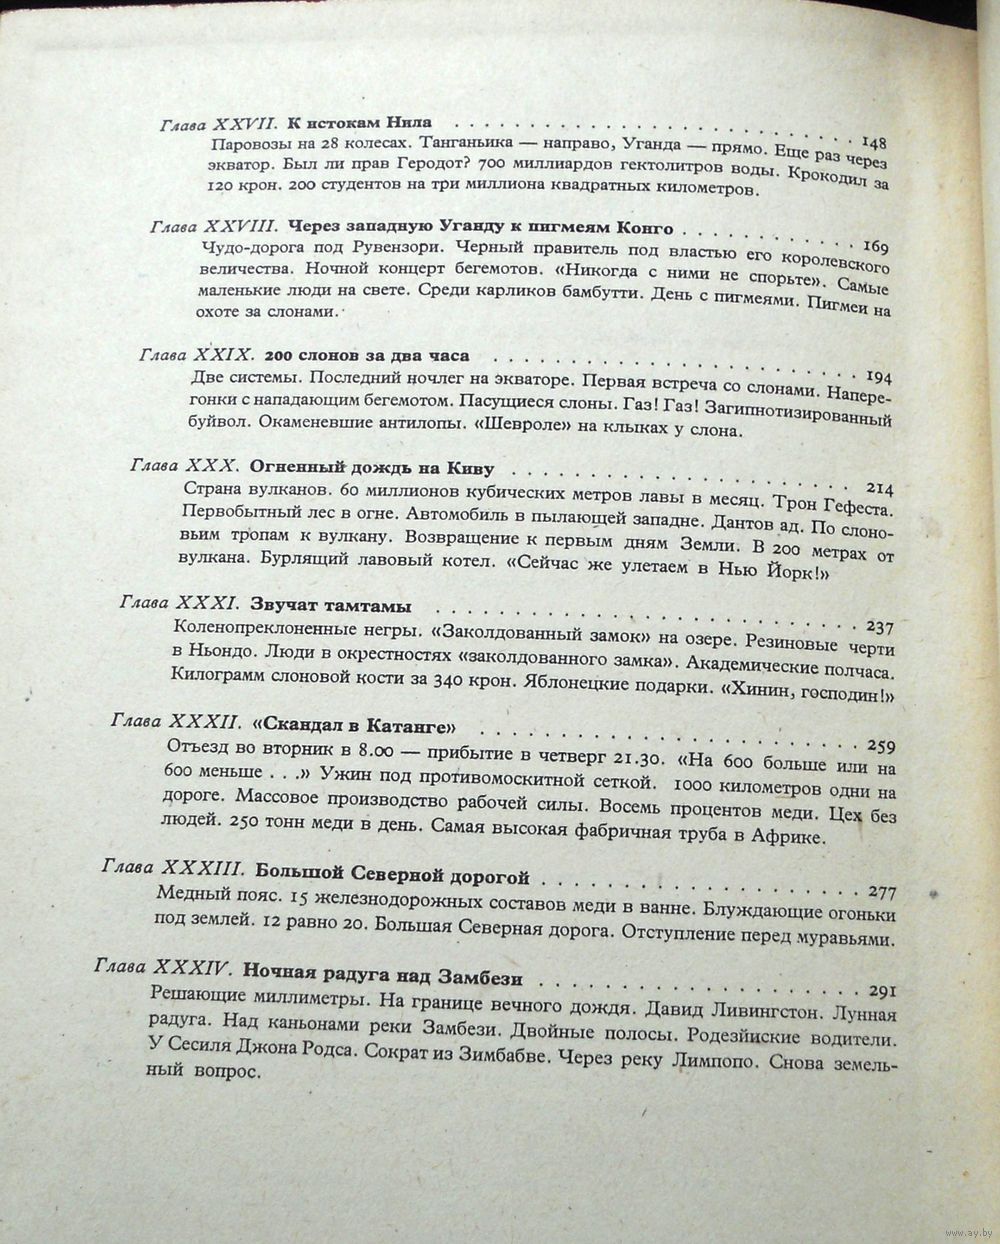 Глава XXVII. К истокам Нила . . . . . . . . . . . . . . . . . . . . . . . . 148
Паровозы на 28 колесах. Танганьика — направо, Уганда — прямо. Еще раз через
экватор. Был ли прав Геродот? 700 миллиардов гектолитров воды. Крокодил за
120 крон. 200 студентов на три миллиона квадратных километров.
Глава XXVIII. Через западную Уганду к пигмеям Конго . . . . . . . . . . . 169
Чудо-дорога под Рувензори. Черный правитель под властью его королевского
величества. Ночной концерт бегемотов. «Никогда с ними не спорьте». Самые
маленькие люди на свете. Среди карликов бамбутти. День с пигмеями. Пигмеи на
охоте за слонами.
Глава XXIX. 200 слонов за два часа . . . . . . . . . . . . . . . . . . . . . 194
Две системы. Последний ночлег на экваторе. Первая встреча со слонами. Напере-
гонки с нападающим бегемотом. Пасущиеся слоны. Газ! Газ! Загипнотизированный
буйвол. Окаменевшие антилопы. «Шевроле» на клыках у слона.
Глава XXX. Огненный дождь на Киву . . . . . . . . . . . . . . . . . . . . 214
Страна вулканов. 60 миллионов кубических метров лавы в месяц. Трон Гефеста.
Первобытный лес в огне. Автомобиль в пылающей западне. Дантов ад. По слоно-
вьим тропам к вулкану. Возвращение к первым дням Земли. В 200 метрах от
вулкана. Бурлящий лавовый котел. «Сейчас же улетаем в Нью Йорк!»
Глава XXXI. Звучат тамтамы . . . . . . . . . . . . . . . . . . . . . . . . 237
Коленопреклоненные негры. «Заколдованный замок» на озере. Резиновые черти
в Ньондо. Люди в окрестностях «заколдованного замка». Академические полчаса.
Килограмм слоновой кости за 340 крон. Яблонецкие подарки. «Хинин, господин!»
Глава XXXII. «Скандал в Катанге» . . . . . . . . . . . . . . . . . . . . . . 259
Отъезд во вторник в 8.00 — прибытие в четверг 21.30. «На 600 больше или на
600 меньше . . .» Ужин под противомоскитной сеткой. 1000 километров одни на
дороге. Массовое производство рабочей силы. Восемь процентов меди. Цех без
людей. 250 тонн меди в день. Самая высокая фабричная труба в Африке.
Глава XXXIII. Большой Северной дорогой . . . . . . . . . . . . . . . . . . 277
Медный пояс. 15 железнодорожных составов меди в ванне. Блуждающие огоньки
под землей. 12 равно 20. Большая Северная дорога. Отступление перед муравьями.
Глава XXXIV. Ночная радуга над Замбези . . . . . . . . . . . . . . . . . . 291
Решающие миллиметры. На границе вечного дождя. Давид Ливингстон. Лунная
радуга. Над каньонами реки Замбези. Двойные полосы. Родезийские водители.
У Сесиля Джона Родса. Сократ из Зимбабве. Через реку Лимпопо. Снова земель-
ный вопрос.
www.ay.by